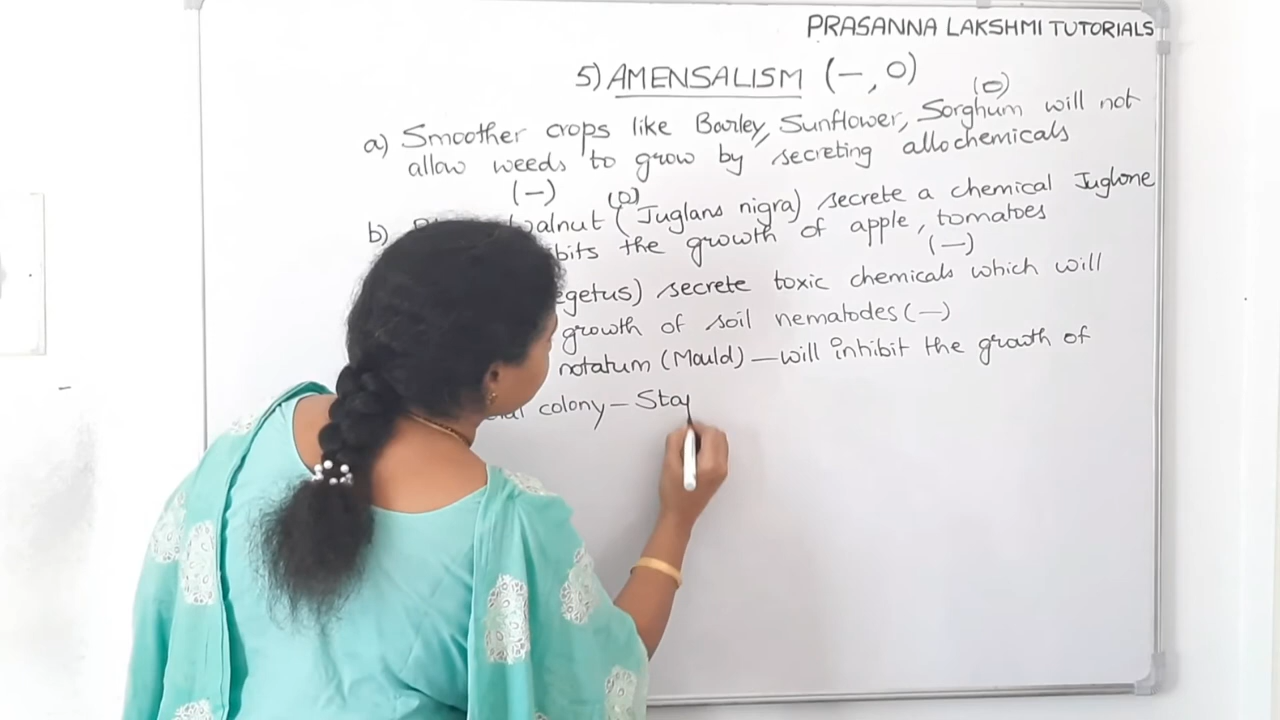 PRASANNA LAKSHMI TUTORIALS
5) AMENSALISM (−, 0)
(0)
a) Smoother crops like Barley, Sunflower, Sorghum will not
allow weeds to grow by secreting allochemicals
(−) (0)
b) walnut (Juglans nigra) secrete a chemical Juglone
bits the growth of apple, tomatoes
(−)
egetus) secrete toxic chemicals which will
growth of soil nematodes (−)
notatum (Mould) — will inhibit the growth of
colony — Stap